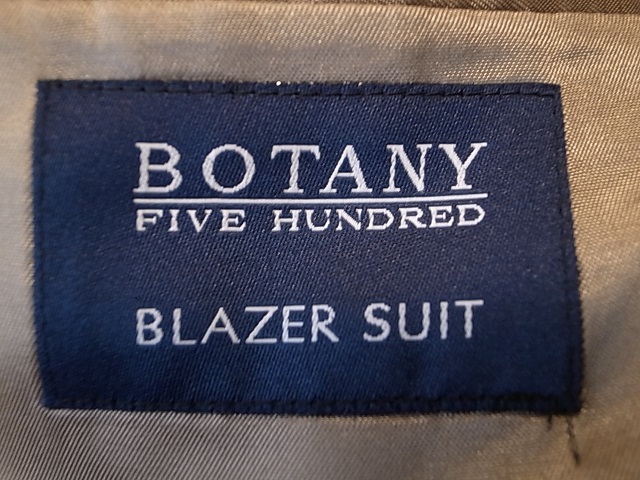 BOTANY
FIVE HUNDRED
BLAZER SUIT